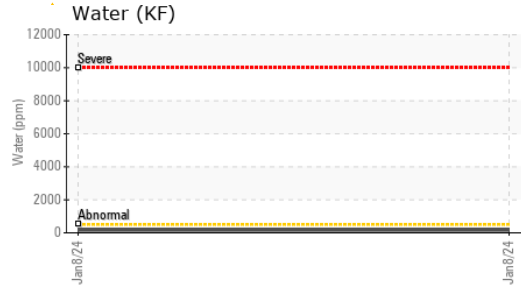 Water (KF)
12000
Severe
10000
8000
Water (ppm)
6000
4000
2000
Abnormal
0
Jan8/24
Jan8/24